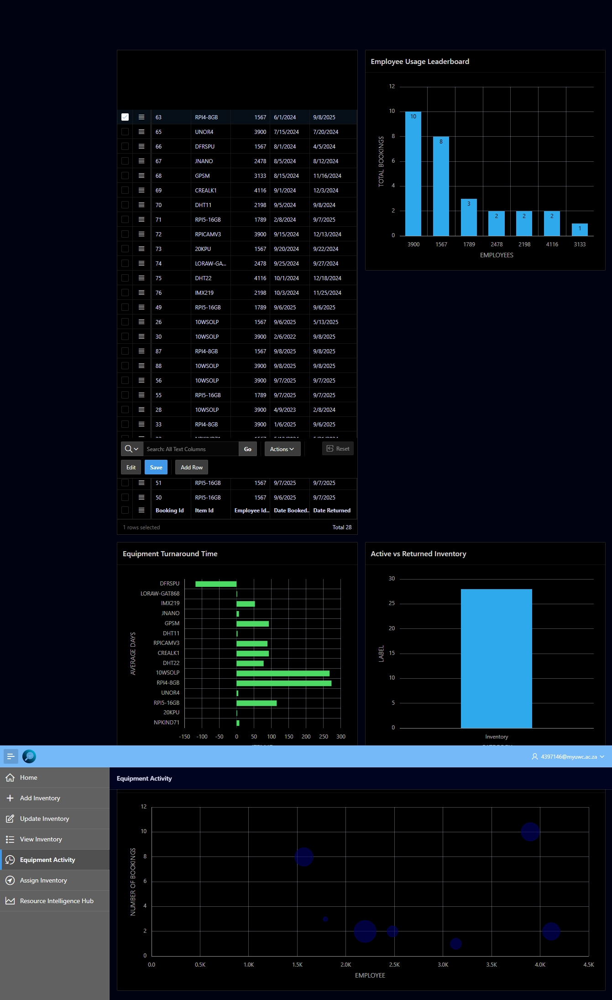 Employee Usage Leaderboard
12
10
8
6
4
2
0
TOTAL BOOKINGS
10
8
3
2
2
2
1
3900 1567 1789 2478 2198 4116 3133
EMPLOYEES
63 RPI4-8GB 1567 6/1/2024 9/8/2025
65 UNOR4 3900 7/15/2024 7/20/2024
66 DFRSPU 1567 8/1/2024 4/5/2024
67 JNANO 2478 8/5/2024 8/12/2024
68 GPSM 3133 8/15/2024 11/16/2024
69 CREALK1 4116 9/1/2024 12/3/2024
70 DHT11 2198 9/5/2024 9/8/2024
71 RPI5-16GB 1789 2/8/2024 9/7/2025
72 RPICAMV3 3900 9/15/2024 12/13/2024
73 20KPU 1567 9/20/2024 9/22/2024
74 LORAW-GA... 2478 9/25/2024 9/27/2024
75 DHT22 4116 10/1/2024 12/18/2024
76 IMX219 2198 10/3/2024 11/25/2024
49 RPI5-16GB 1789 9/6/2025 9/6/2025
26 10WSOLP 1567 9/6/2025 5/13/2025
30 10WSOLP 3900 2/6/2022 9/8/2025
87 RPI4-8GB 1567 9/8/2025 9/8/2025
88 10WSOLP 3900 9/8/2025 9/8/2025
56 10WSOLP 3900 9/7/2025 9/7/2025
55 RPI5-16GB 1789 9/7/2025 9/7/2025
28 10WSOLP 3900 4/9/2023 2/8/2024
33 RPI4-8GB 3900 1/6/2025 9/6/2025
Search: All Text Columns Go Actions Reset
Edit Save Add Row
51 RPI5-16GB 1567 9/7/2025 9/7/2025
50 RPI5-16GB 1567 9/6/2025 9/7/2025
Booking Id Item Id Employee Id.. Date Booked.. Date Returned
1 rows selected Total 28
Equipment Turnaround Time
AVERAGE DAYS
DFRSPU
LORAW-GAT868
IMX219
JNANO
GPSM
DHT11
RPICAMV3
CREALK1
DHT22
10WSOLP
RPI4-8GB
UNOR4
RPI5-16GB
20KPU
NPKIND71
-150 -100 -50 0 50 100 150 200 250 300
Active vs Returned Inventory
30
25
20
15
10
5
0
LABEL
Inventory
4397146@myuwc.ac.za
Home
Add Inventory
Update Inventory
View Inventory
Equipment Activity
Assign Inventory
Resource Intelligence Hub
Equipment Activity
12
10
8
6
4
2
0
NUMBER OF BOOKINGS
0.0 0.5K 1.0K 1.5K 2.0K 2.5K 3.0K 3.5K 4.0K 4.5K
EMPLOYEE